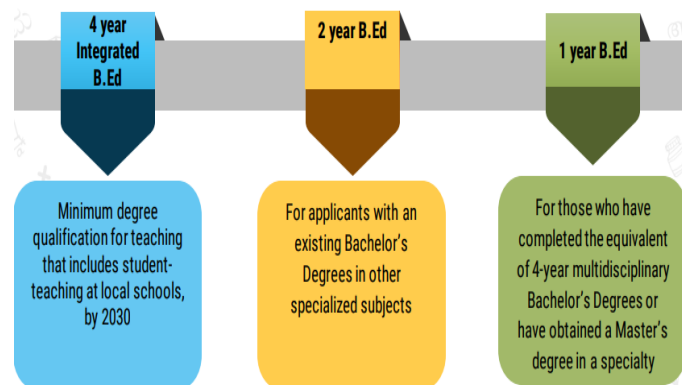 4 year
Integrated
B.Ed
2 year B.Ed
1 year B.Ed
Minimum degree
qualification for teaching
that includes student-
teaching at local schools,
by 2030
For applicants with an
existing Bachelor's
Degrees in other
specialized subjects
For those who have
completed the equivalent
of 4-year multidisciplinary
Bachelor's Degrees or
have obtained a Master's
degree in a specialty